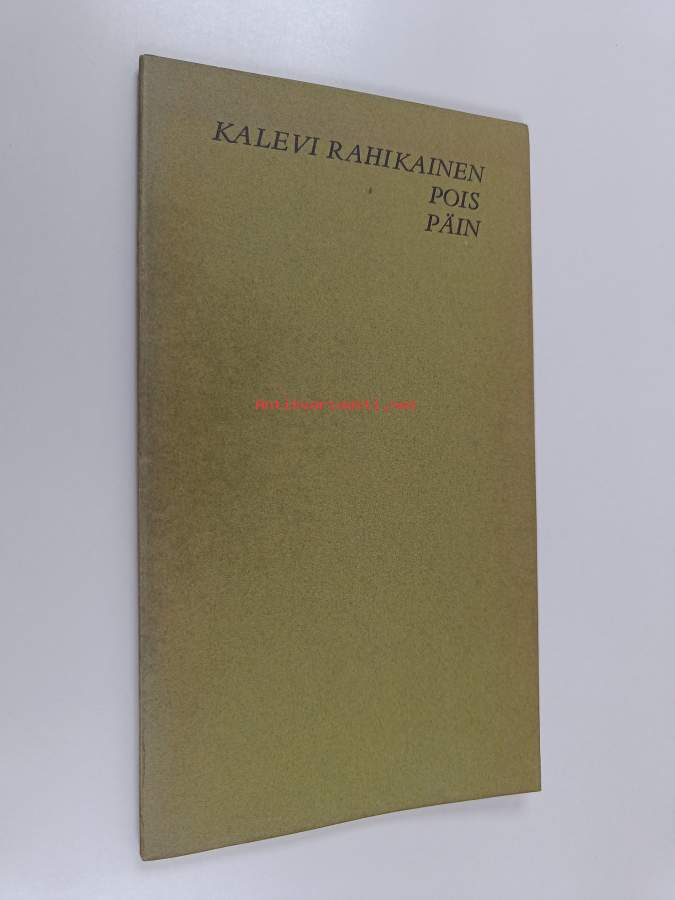 KALEVI RAHIKAINEN
POIS
PÄIN
Antikvariaatti.net